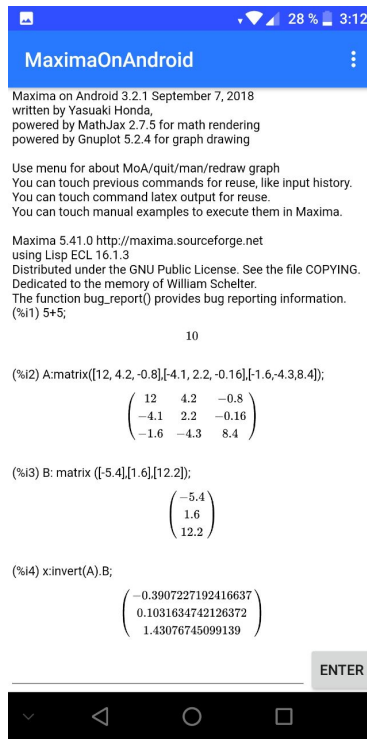 28 % 3:12
MaximaOnAndroid
Maxima on Android 3.2.1 September 7, 2018
written by Yasuaki Honda,
powered by MathJax 2.7.5 for math rendering
powered by Gnuplot 5.2.4 for graph drawing
Use menu for about MoA/quit/man/redraw graph
You can touch previous commands for reuse, like input history.
You can touch command latex output for reuse.
You can touch manual examples to execute them in Maxima.
Maxima 5.41.0 http://maxima.sourceforge.net
using Lisp ECL 16.1.3
Distributed under the GNU Public License. See the file COPYING.
Dedicated to the memory of William Schelter.
The function bug_report() provides bug reporting information.
(%i1) 5+5;
10
(%i2) A:matrix([12, 4.2, -0.8],[-4.1, 2.2, -0.16],[-1.6,-4.3,8.4]);
12 4.2 −0.8
−4.1 2.2 −0.16
−1.6 −4.3 8.4
(%i3) B: matrix ([-5.4],[1.6],[12.2]);
−5.4
1.6
12.2
(%i4) x:invert(A).B;
−0.3907227192416637
0.1031634742126372
1.43076745099139
ENTER